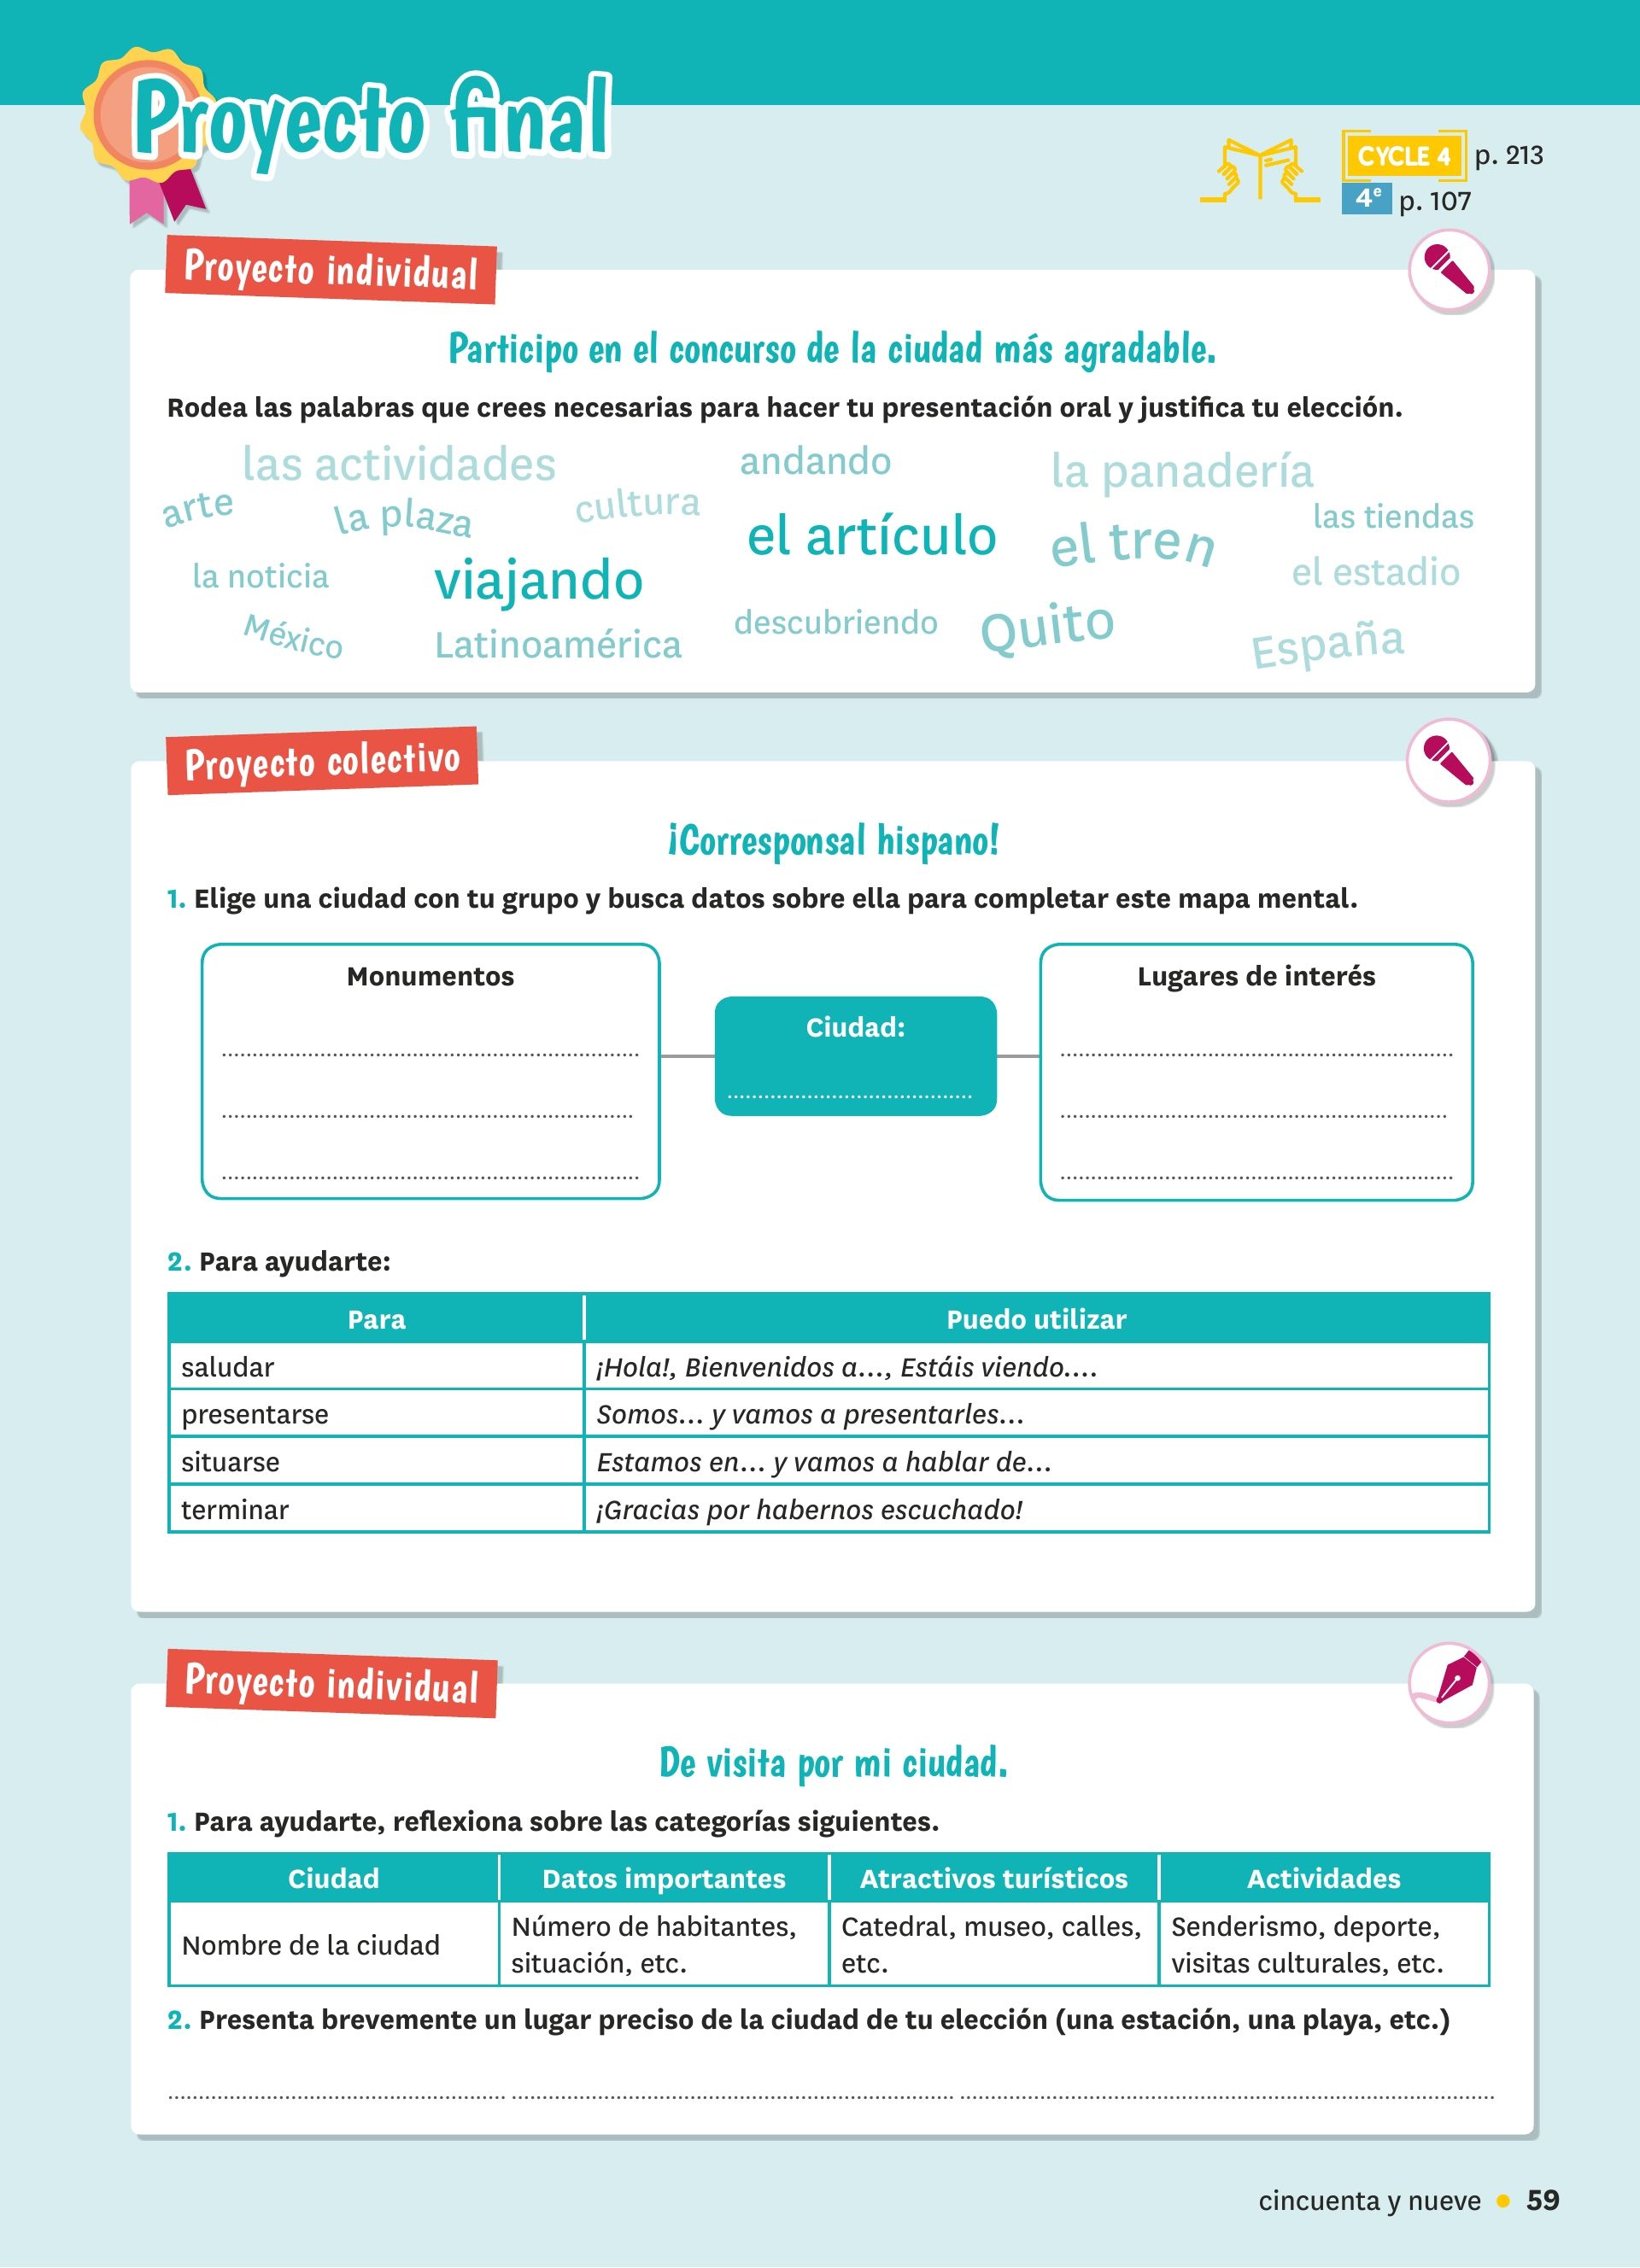 Proyecto final
CYCLE 4 p. 213
4e p. 107
Proyecto individual
Participo en el concurso de la ciudad más agradable.
Rodea las palabras que crees necesarias para hacer tu presentación oral y justifica tu elección.
las actividades andando la panadería
arte la plaza cultura el artículo el tren las tiendas
la noticia viajando el estadio
México Latinoamérica descubriendo Quito España
Proyecto colectivo
¡Corresponsal hispano!
1. Elige una ciudad con tu grupo y busca datos sobre ella para completar este mapa mental.
Monumentos
Ciudad:
Lugares de interés
2. Para ayudarte:
Para Puedo utilizar
saludar ¡Hola!, Bienvenidos a..., Estáis viendo....
presentarse Somos... y vamos a presentarles...
situarse Estamos en... y vamos a hablar de...
terminar ¡Gracias por habernos escuchado!
Proyecto individual
De visita por mi ciudad.
1. Para ayudarte, reflexiona sobre las categorías siguientes.
Ciudad Datos importantes Atractivos turísticos Actividades
Nombre de la ciudad
Número de habitantes,
situación, etc.
Catedral, museo, calles,
etc.
Senderismo, deporte,
visitas culturales, etc.
2. Presenta brevemente un lugar preciso de la ciudad de tu elección (una estación, una playa, etc.)
cincuenta y nueve • 59